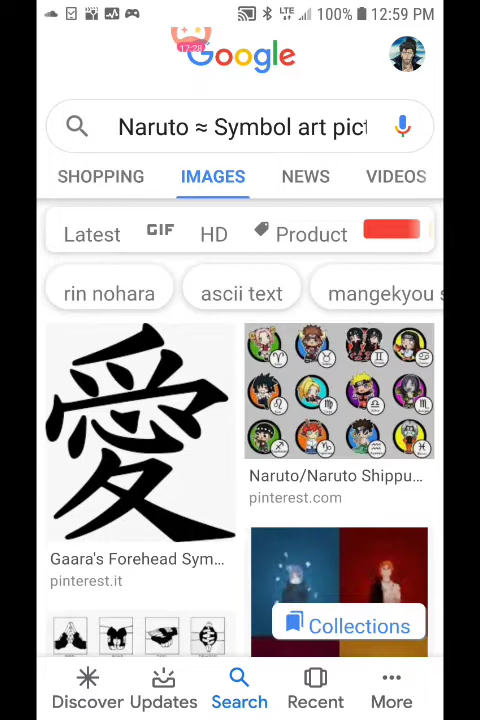 LTE 100% 12:59 PM
17:28
Google
Naruto ≈ Symbol art pict
SHOPPING IMAGES NEWS VIDEOS
Latest GIF HD Product
rin nohara ascii text mangekyou s
愛
Naruto/Naruto Shippu...
pinterest.com
Gaara's Forehead Sym...
pinterest.it
Collections
Discover Updates Search Recent More